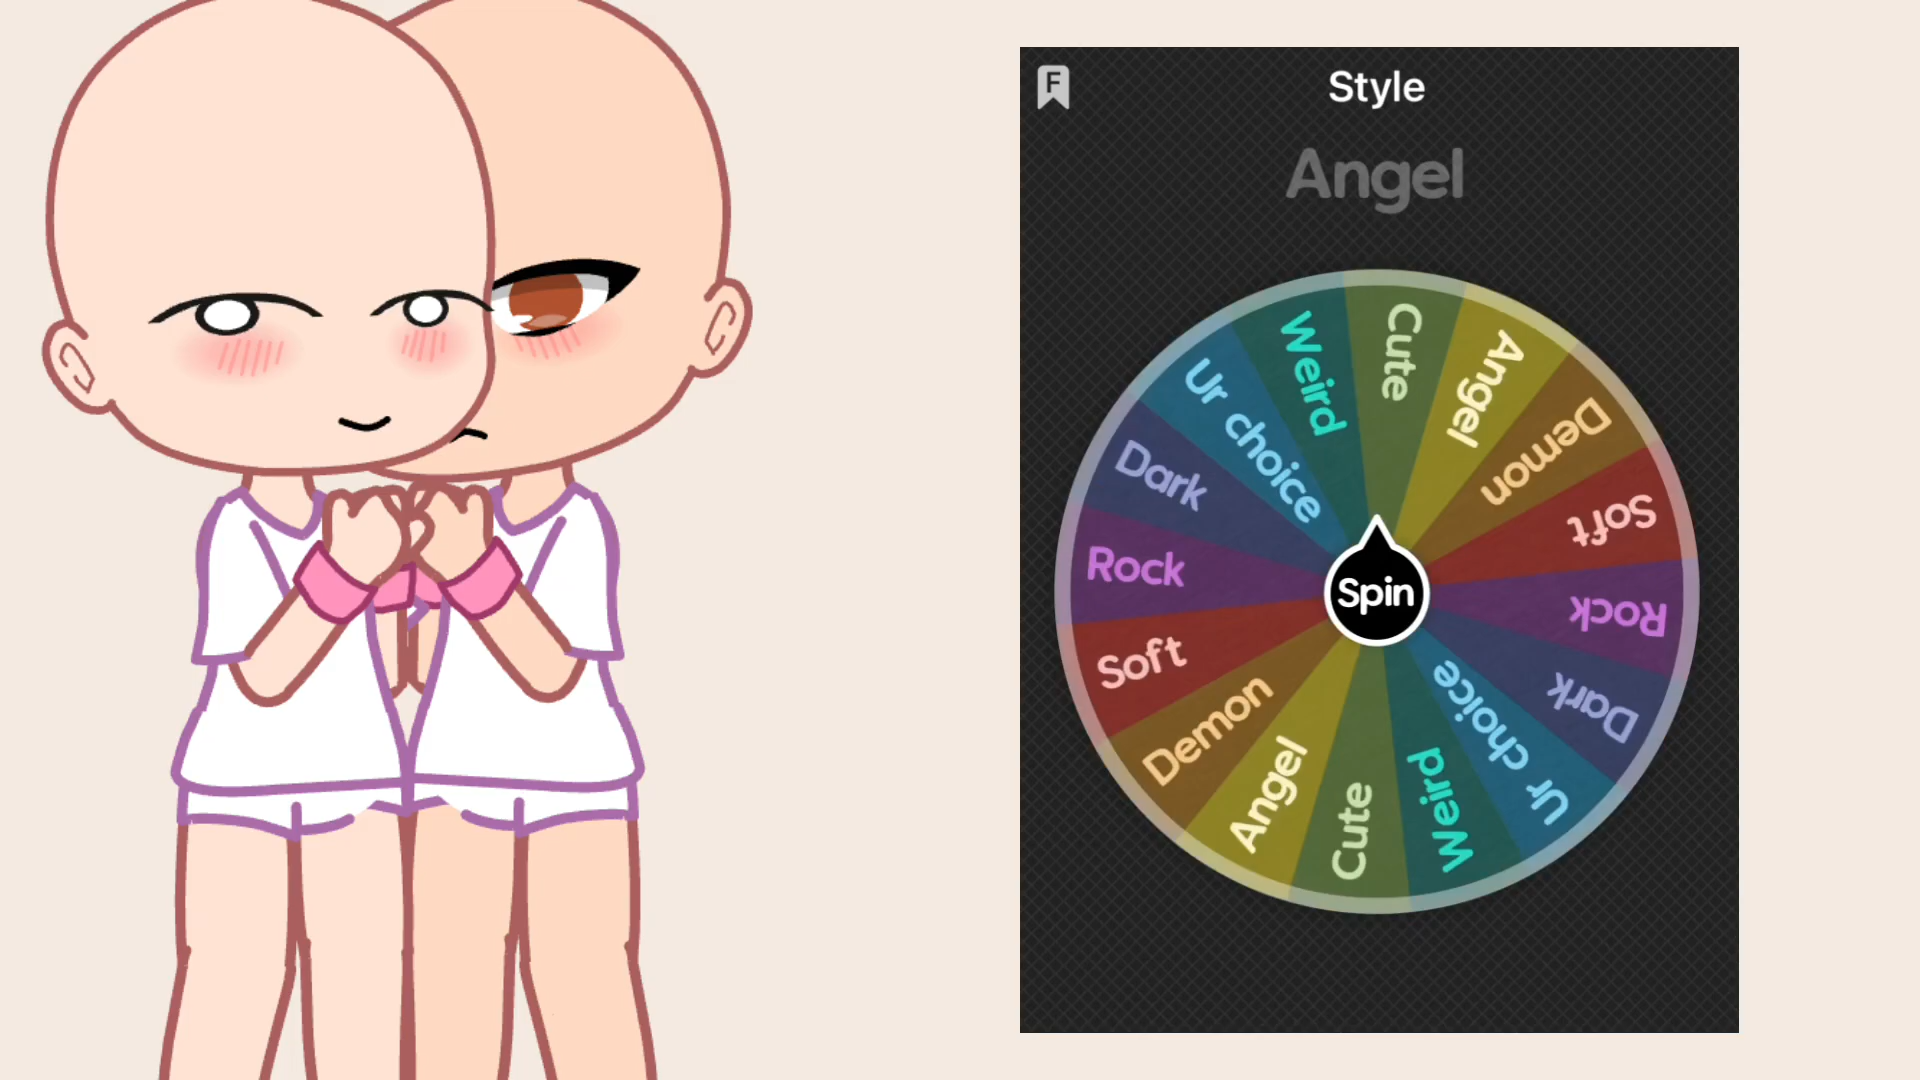 F
Style
Angel
Cute
Angel
Demon
Soft
Rock
Dark
Ur choice
Weird
Cute
Angel
Demon
Soft
Rock
Dark
Ur choice
Weird
Spin